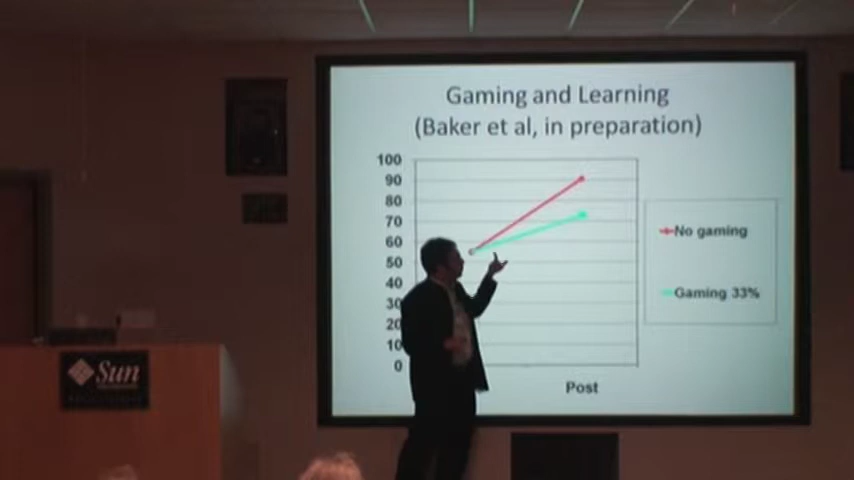 Gaming and Learning
(Baker et al, in preparation)
100
90
80
70
60
50
40
30
20
10
0
Post
No gaming
Gaming 33%
Sun